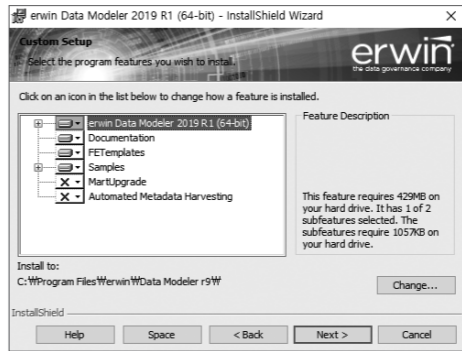 erwin Data Modeler 2019 R1 (64-bit) - InstallShield Wizard
Custom Setup
Select the program features you wish to install.
erwin
the data governance company
Click on an icon in the list below to change how a feature is installed.
erwin Data Modeler 2019 R1 (64-bit)
Documentation
FETemplates
Samples
MartUpgrade
Automated Metadata Harvesting
Feature Description
This feature requires 429MB on
your hard drive. It has 1 of 2
subfeatures selected. The
subfeatures require 1057KB on
your hard drive.
Install to:
C:₩Program Files₩erwin₩Data Modeler r9₩
Change...
InstallShield
Help Space < Back Next > Cancel